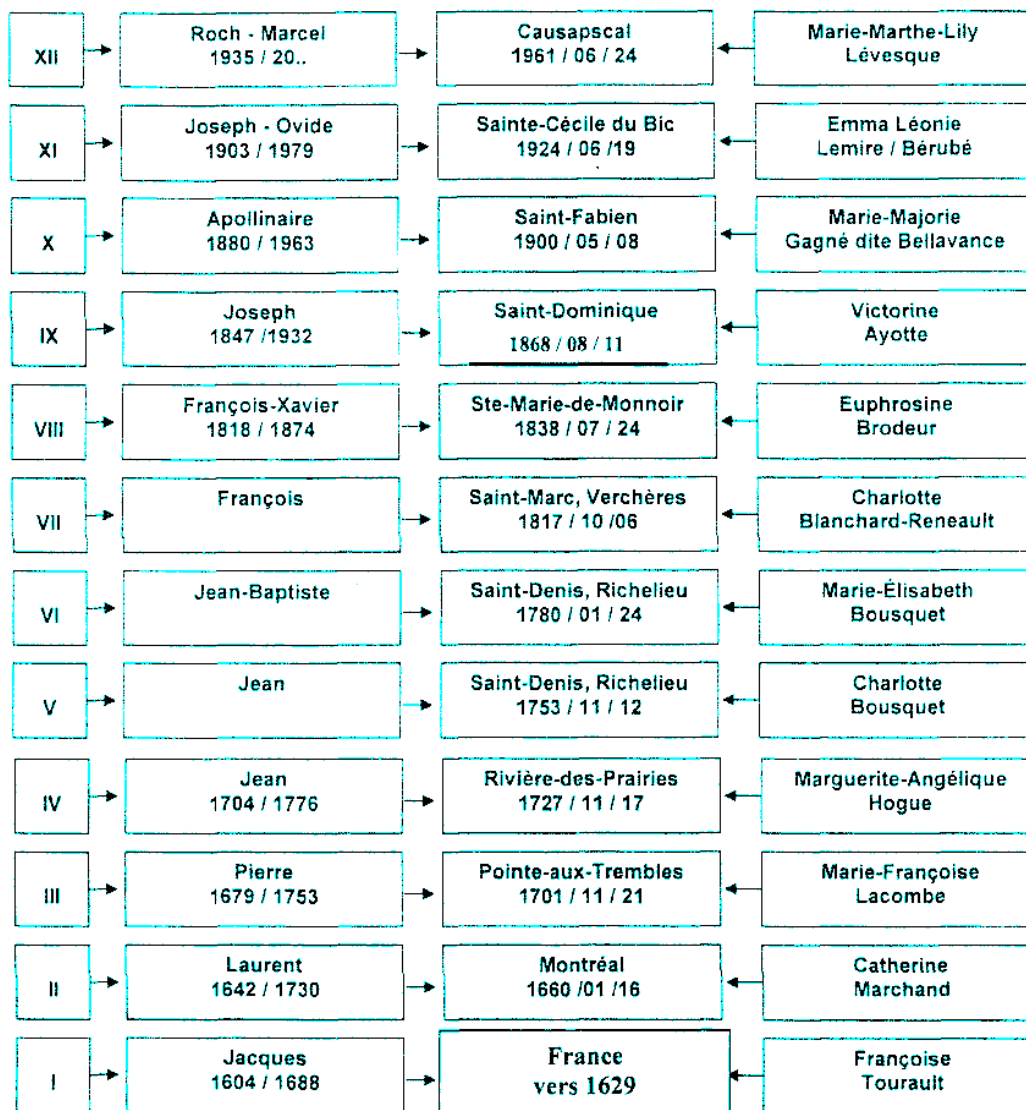 XII
Roch - Marcel
1935 / 20..
Causapscal
1961 / 06 / 24
Marie-Marthe-Lily
Lévesque
XI
Joseph - Ovide
1903 / 1979
Sainte-Cécile du Bic
1924 / 06 /19
Emma Léonie
Lemire / Bérubé
X
Apollinaire
1880 / 1963
Saint-Fabien
1900 / 05 / 08
Marie-Majorie
Gagné dite Bellavance
IX
Joseph
1847 /1932
Saint-Dominique
1868 / 08 / 11
Victorine
Ayotte
VIII
François-Xavier
1818 / 1874
Ste-Marie-de-Monnoir
1838 / 07 / 24
Euphrosine
Brodeur
VII
François
Saint-Marc, Verchères
1817 / 10 /06
Charlotte
Blanchard-Reneault
VI
Jean-Baptiste
Saint-Denis, Richelieu
1780 / 01 / 24
Marie-Élisabeth
Bousquet
V
Jean
Saint-Denis, Richelieu
1753 / 11 / 12
Charlotte
Bousquet
IV
Jean
1704 / 1776
Rivière-des-Prairies
1727 / 11 / 17
Marguerite-Angélique
Hogue
III
Pierre
1679 / 1753
Pointe-aux-Trembles
1701 / 11 / 21
Marie-Françoise
Lacombe
II
Laurent
1642 / 1730
Montréal
1660 /01 /16
Catherine
Marchand
I
Jacques
1604 / 1688
France
vers 1629
Françoise
Tourault